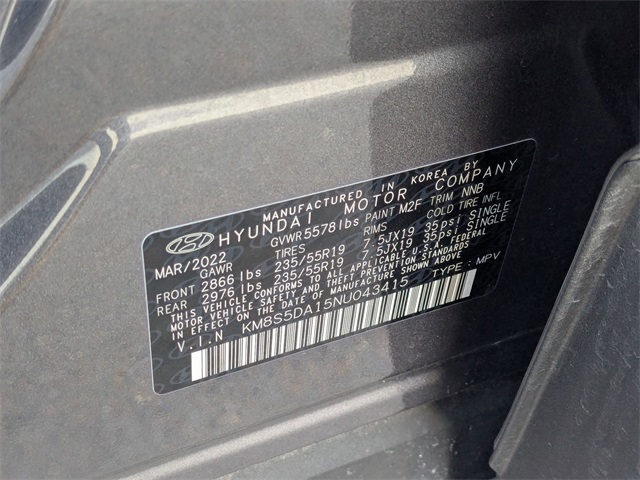 MANUFACTURED IN KOREA BY
HYUNDAI MOTOR COMPANY
MAR/2022 GVWR 5578 lbs PAINT M2F TRIM NNB
GAWR TIRES RIMS COLD TIRE INFL
FRONT 2866 lbs 235/55R19 7.5JX19 35psi SINGLE
REAR 2976 lbs 235/55R19 7.5JX19 35psi SINGLE
THIS VEHICLE CONFORMS TO ALL APPLICABLE U.S.A. FEDERAL
MOTOR VEHICLE SAFETY AND THEFT PREVENTION STANDARDS
IN EFFECT ON THE DATE OF MANUFACTURE SHOWN ABOVE.
V.I.N KM8S5DA15NU043415 TYPE : MPV